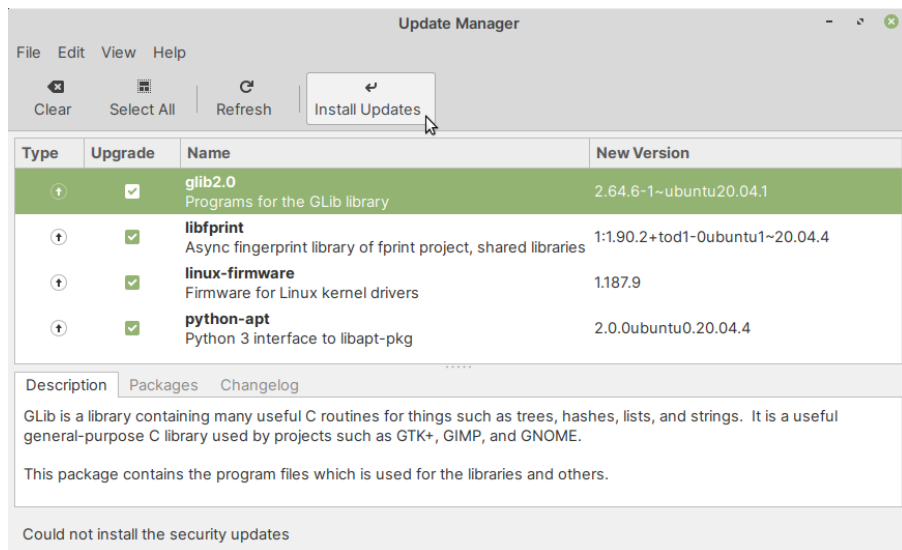 Update Manager
File Edit View Help
Clear Select All Refresh Install Updates
Type Upgrade Name New Version
glib2.0
Programs for the GLib library 2.64.6-1~ubuntu20.04.1
libfprint
Async fingerprint library of fprint project, shared libraries 1:1.90.2+tod1-0ubuntu1~20.04.4
linux-firmware
Firmware for Linux kernel drivers 1.187.9
python-apt
Python 3 interface to libapt-pkg 2.0.0ubuntu0.20.04.4
Description Packages Changelog
GLib is a library containing many useful C routines for things such as trees, hashes, lists, and strings. It is a useful
general-purpose C library used by projects such as GTK+, GIMP, and GNOME.
This package contains the program files which is used for the libraries and others.
Could not install the security updates